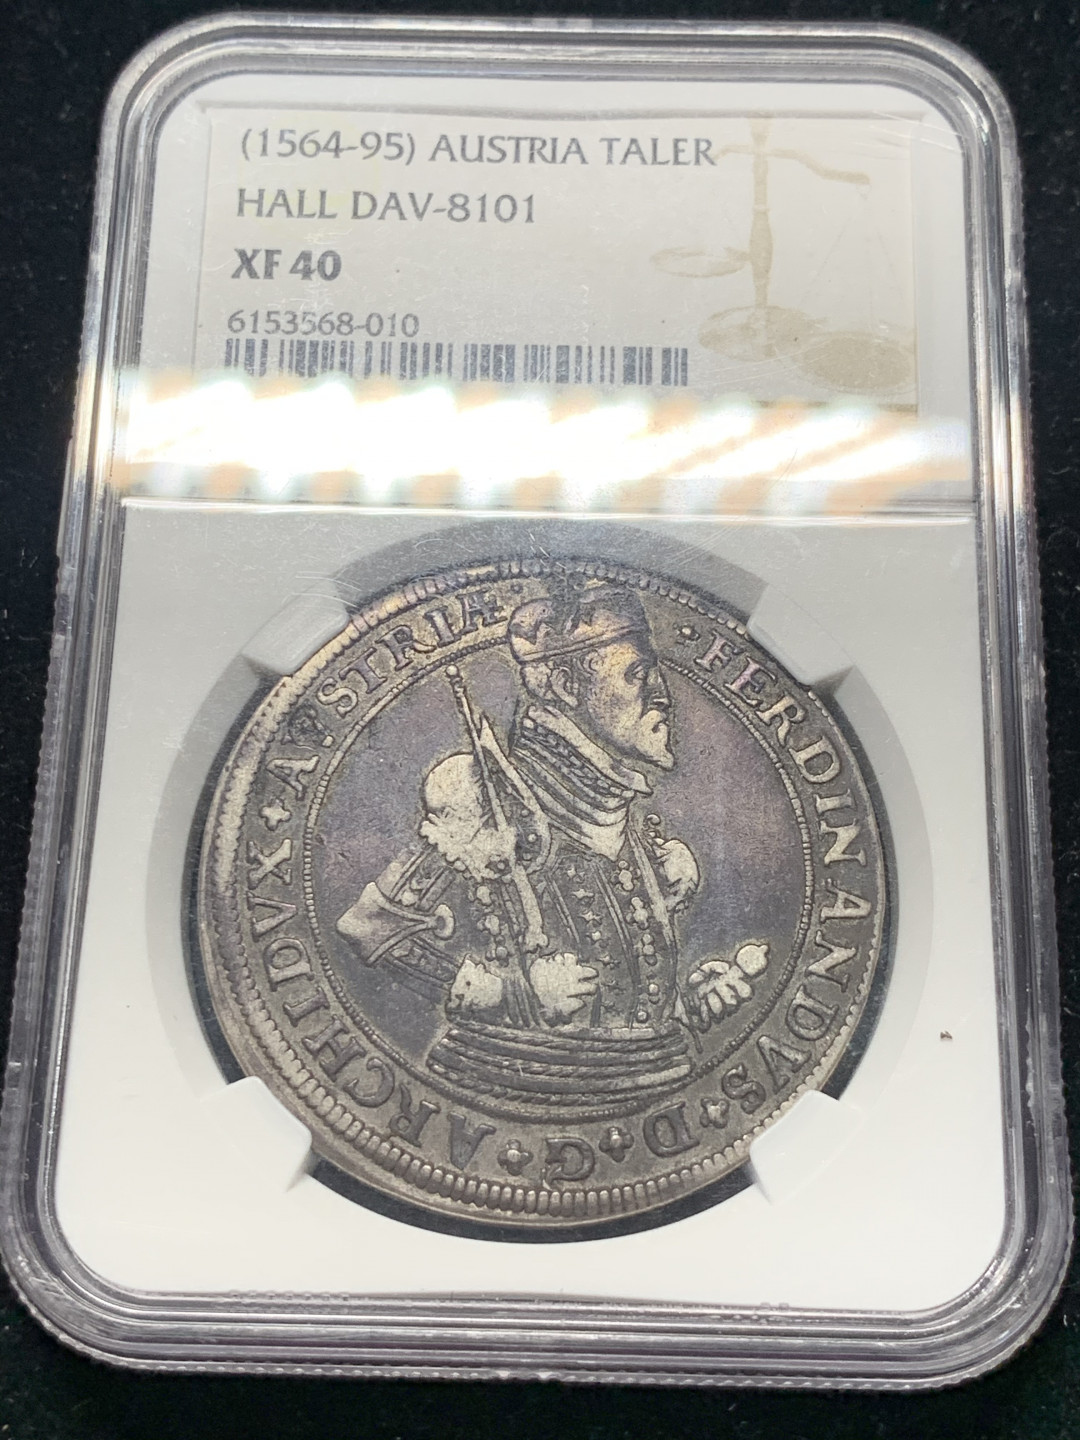 (1564-95) AUSTRIA TALER
HALL DAV-8101
XF 40
6153568-010
· FERDINANDVS ✣ D ✣ G ✣ ARCHIDVX ✣ AVSTRIÆ ·